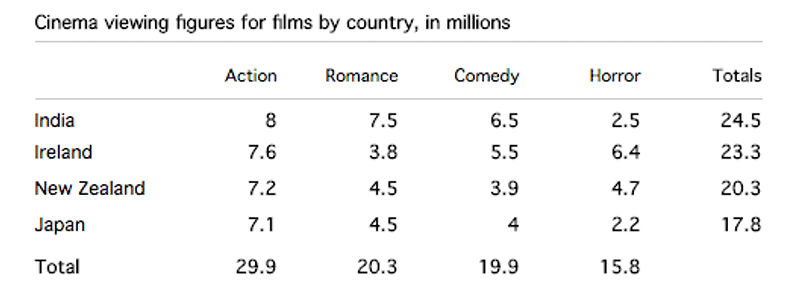 Cinema viewing figures for films by country, in millions
Action Romance Comedy Horror Totals
India 8 7.5 6.5 2.5 24.5
Ireland 7.6 3.8 5.5 6.4 23.3
New Zealand 7.2 4.5 3.9 4.7 20.3
Japan 7.1 4.5 4 2.2 17.8
Total 29.9 20.3 19.9 15.8